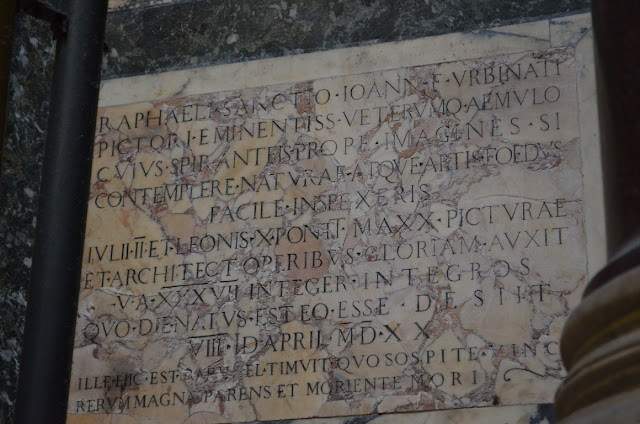 RAPHAELI·SANCTIO·IOANN·F·VRBINATI
PICTORI·EMINENTISS·VETERVMQ·AEMVLO
CVIVS·SPIRANTEIS·PROPE·IMAGINES·SI
CONTEMPLERE·NATVRAE·ATQVE·ARTIS·FOEDVS
FACILE·INSPEXERIS
IVLII·II·ET·LEONIS·X·PONTT·MAXX·PICTVRAE
ET·ARCHITECT·OPERIBVS·GLORIAM·AVXIT
V·A·XXXVII·INTEGER·INTEGROS
QVO·DIE·NATVS·EST·EO·ESSE·DESIIT
VIII·ID·APRIL·MDXX
ILLE·HIC·EST·RAPHAEL·TIMVIT·QVO·SOSPITE·VINCI
RERVM·MAGNA·PARENS·ET·MORIENTE·MORI